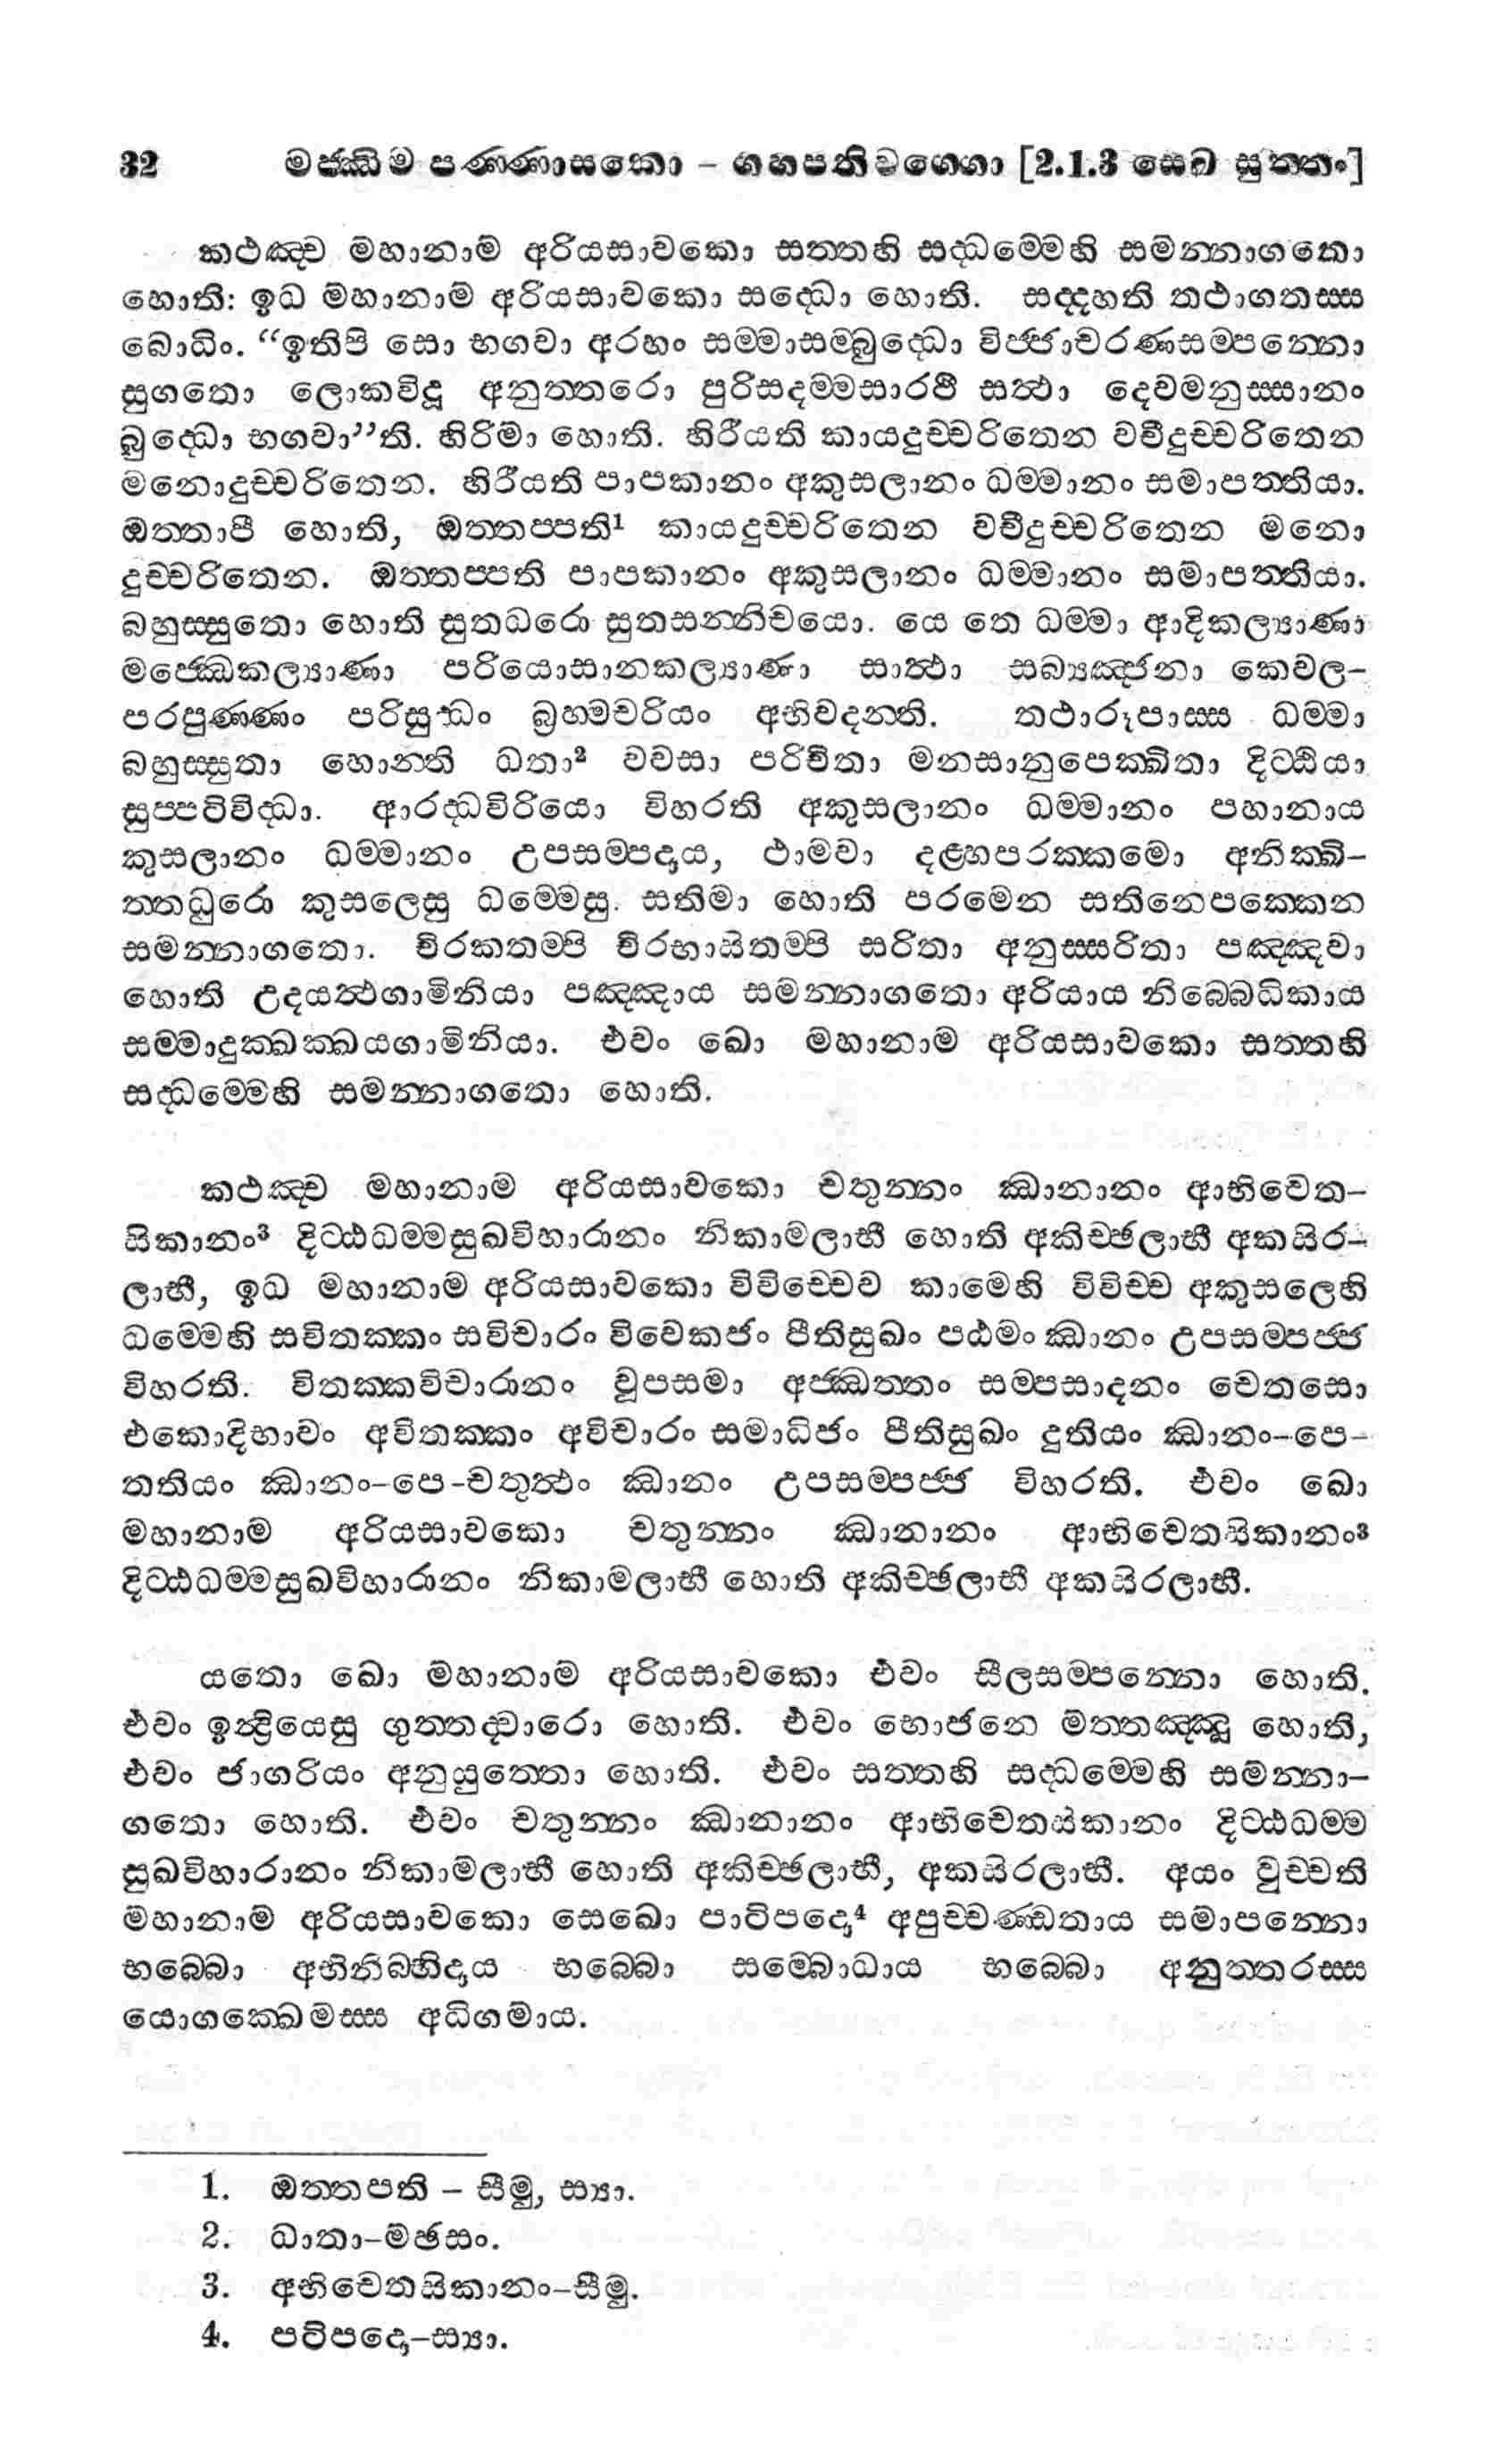 32 මජ්ඣිම පණ්ණාසකො – ගහපතිවග්ගො [2.1.3 සෙඛ සුත්තං]
කථඤ්ච මහානාම අරියසාවකො සත්තහි සද්ධම්මෙහි සමන්නාගතො
හොති: ඉධ මහානාම අරියසාවකො සද්ධො හොති. සද්දහති තථාගතස්ස
බොධිං. “ඉතිපි සො භගවා අරහං සම්මාසම්බුද්ධො විජ්ජාචරණසම්පන්නො
සුගතො ලොකවිදූ අනුත්තරො පුරිසදම්මසාරථි සත්ථා දෙවමනුස්සානං
බුද්ධො භගවා”ති. හිරිමා හොති. හිරීයති කායදුච්චරිතෙන වචීදුච්චරිතෙන
මනොදුච්චරිතෙන. හිරීයති පාපකානං අකුසලානං ධම්මානං සමාපත්තියා.
ඔත්තාපී හොති, ඔත්තප්පති¹ කායදුච්චරිතෙන වචීදුච්චරිතෙන මනො
දුච්චරිතෙන. ඔත්තප්පති පාපකානං අකුසලානං ධම්මානං සමාපත්තියා.
බහුස්සුතො හොති සුතධරො සුතසන්නිචයො. යෙ තෙ ධම්මා ආදිකල්‍යාණා
මජ්ඣෙකල්‍යාණා පරියොසානකල්‍යාණා සාත්ථා සබ්‍යඤ්ජනා කෙවල-
පරපුණ්ණං පරිසුද්ධං බ්‍රහ්මචරියං අභිවදන්ති. තථාරූපාස්ස ධම්මා
බහුස්සුතා හොන්ති ධතා² වචසා පරිචිතා මනසානුපෙක්ඛිතා දිට්ඨියා
සුප්පටිවිද්ධා. ආරද්ධවිරියො විහරති අකුසලානං ධම්මානං පහානාය
කුසලානං ධම්මානං උපසම්පදාය, ථාමවා දළ්හපරක්කමො අනික්ඛි-
ත්තධුරො කුසලෙසු ධම්මෙසු. සතිමා හොති පරමෙන සතිනෙපක්කෙන
සමන්නාගතො. චිරකතම්පි චිරභාසිතම්පි සරිතා අනුස්සරිතා පඤ්ඤවා
හොති උදයත්ථගාමිනියා පඤ්ඤාය සමන්නාගතො අරියාය නිබ්බෙධිකාය
සම්මාදුක්ඛක්ඛයගාමිනියා. එවං ඛො මහානාම අරියසාවකො සත්තහි
සද්ධම්මෙහි සමන්නාගතො හොති.
කථඤ්ච මහානාම අරියසාවකො චතුන්නං ඣානානං ආභිචෙත-
සිකානං³ දිට්ඨධම්මසුඛවිහාරානං නිකාමලාභී හොති අකිච්ඡලාභී අකසිර-
ලාභී, ඉධ මහානාම අරියසාවකො විවිච්චෙව කාමෙහි විවිච්ච අකුසලෙහි
ධම්මෙහි සවිතක්කං සවිචාරං විවෙකජං පීතිසුඛං පඨමං ඣානං උපසම්පජ්ජ
විහරති. විතක්කවිචාරානං වූපසමා අජ්ඣත්තං සම්පසාදනං චෙතසො
එකොදිභාවං අවිතක්කං අවිචාරං සමාධිජං පීතිසුඛං දුතියං ඣානං–පෙ-
තතියං ඣානං–පෙ-චතුත්ථං ඣානං උපසම්පජ්ජ විහරති. එවං ඛො
මහානාම අරියසාවකො චතුන්නං ඣානානං ආභිචෙතසිකානං³
දිට්ඨධම්මසුඛවිහාරානං නිකාමලාභී හොති අකිච්ඡලාභී අකසිරලාභී.
යතො ඛො මහානාම අරියසාවකො එවං සීලසම්පන්නො හොති.
එවං ඉන්ද්‍රියෙසු ගුත්තද්වාරො හොති. එවං භොජනෙ මත්තඤ්ඤූ හොති,
එවං ජාගරියං අනුයුත්තො හොති. එවං සත්තහි සද්ධම්මෙහි සමන්නා-
ගතො හොති. එවං චතුන්නං ඣානානං ආභිචෙතසිකානං දිට්ඨධම්ම
සුඛවිහාරානං නිකාමලාභී හොති අකිච්ඡලාභී, අකසිරලාභී. අයං වුච්චති
මහානාම අරියසාවකො සෙඛො පාටිපදො⁴ අපුච්චණ්ඩතාය සමාපන්නො
භබ්බො අභිනිබ්භිදාය භබ්බො සම්බොධාය භබ්බො අනුත්තරස්ස
යොගක්ඛෙමස්ස අධිගමාය.
1. ඔත්තපති – සීමු, ස්‍යා.
2. ධාතා–මඡසං.
3. අභිචෙතසිකානං–සීමු.
4. පටිපදො–ස්‍යා.